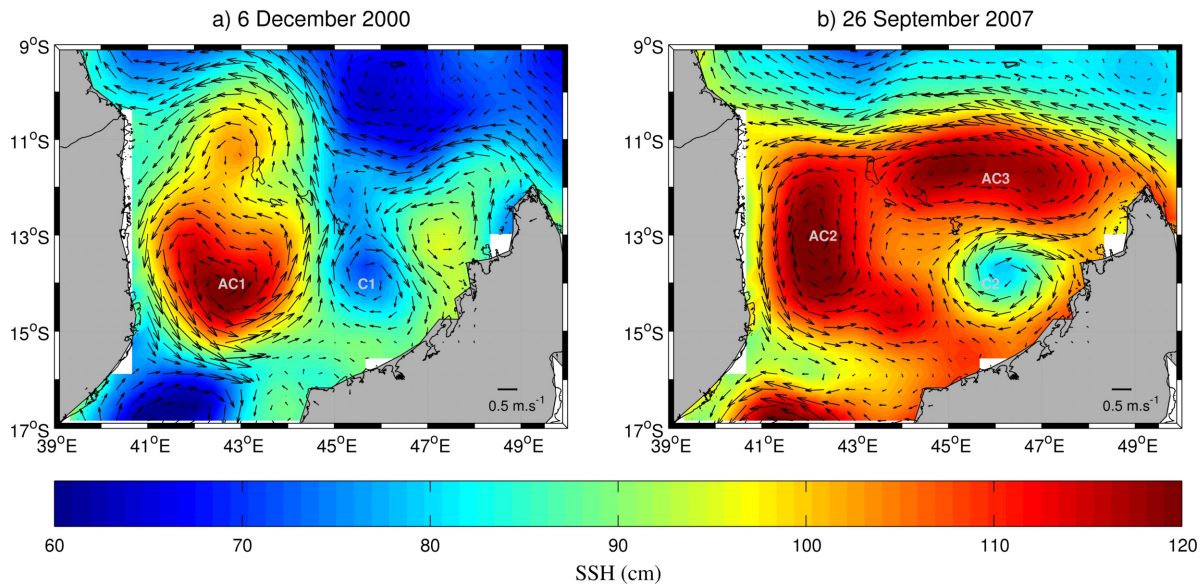 a) 6 December 2000
b) 26 September 2007
9°S
11°S
13°S
15°S
17°S
39°E 41°E 43°E 45°E 47°E 49°E
AC1
C1
0.5 m.s⁻¹
9°S
11°S
13°S
15°S
17°S
39°E 41°E 43°E 45°E 47°E 49°E
AC2
AC3
C2
0.5 m.s⁻¹
60 70 80 90 100 110 120
SSH (cm)